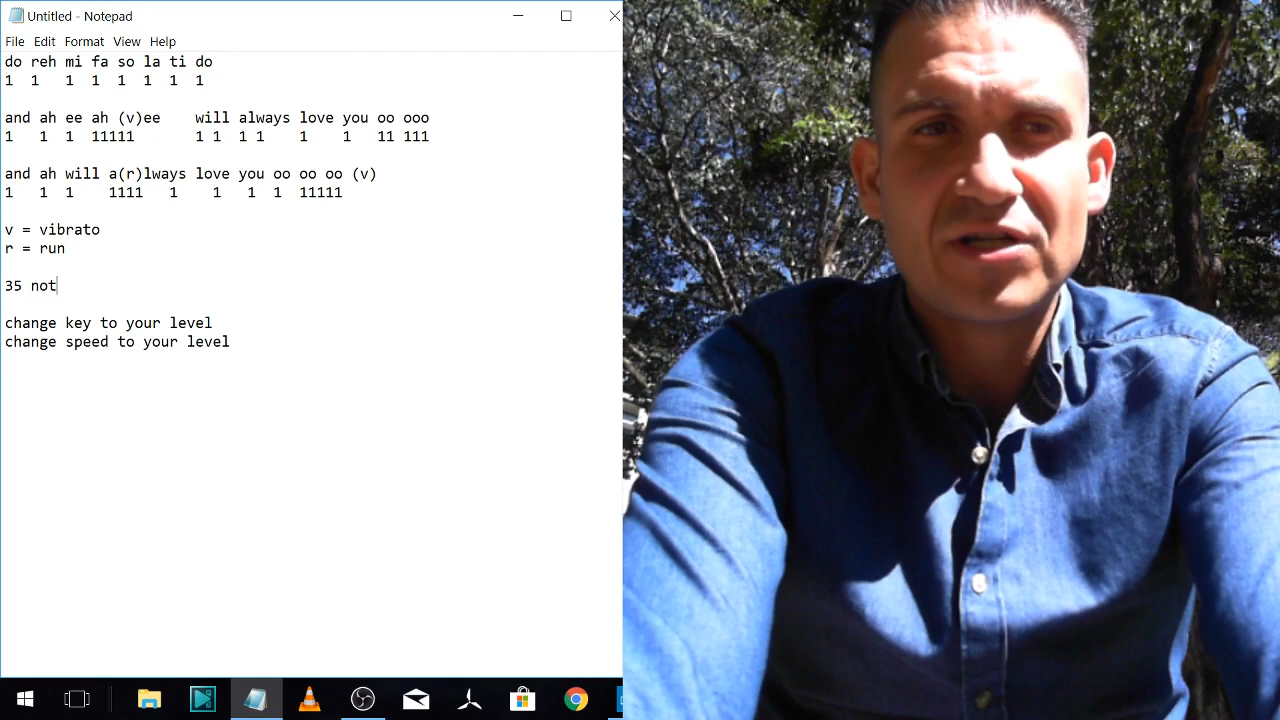 Untitled - Notepad
File Edit Format View Help
do reh mi fa so la ti do
1 1 1 1 1 1 1 1
and ah ee ah (v)ee will always love you oo ooo
1 1 1 11111 1 1 1 1 1 1 11 111
and ah will a(r)lways love you oo oo oo (v)
1 1 1 1111 1 1 1 1 11111
v = vibrato
r = run
35 not
change key to your level
change speed to your level